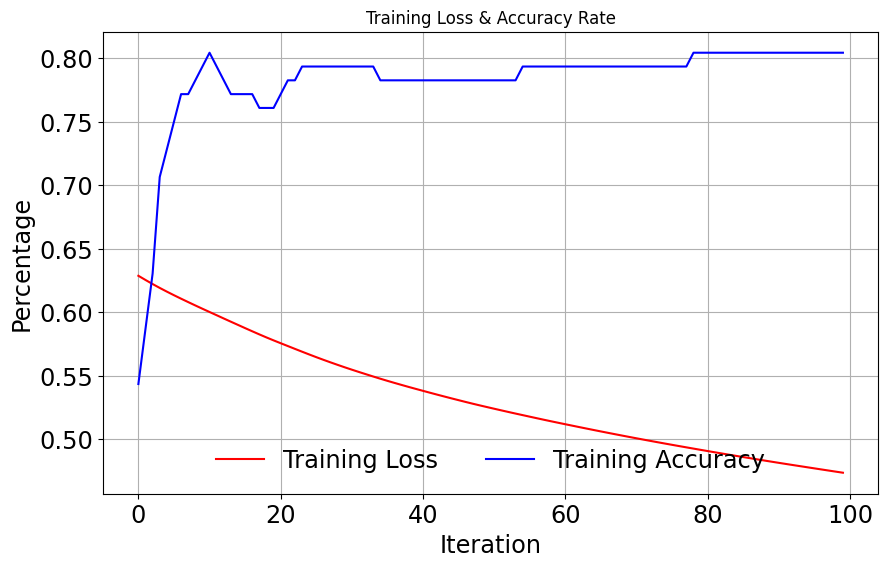 Training Loss & Accuracy Rate
0.80
0.75
0.70
0.65
0.60
0.55
0.50
Percentage
Training Loss Training Accuracy
0 20 40 60 80 100
Iteration